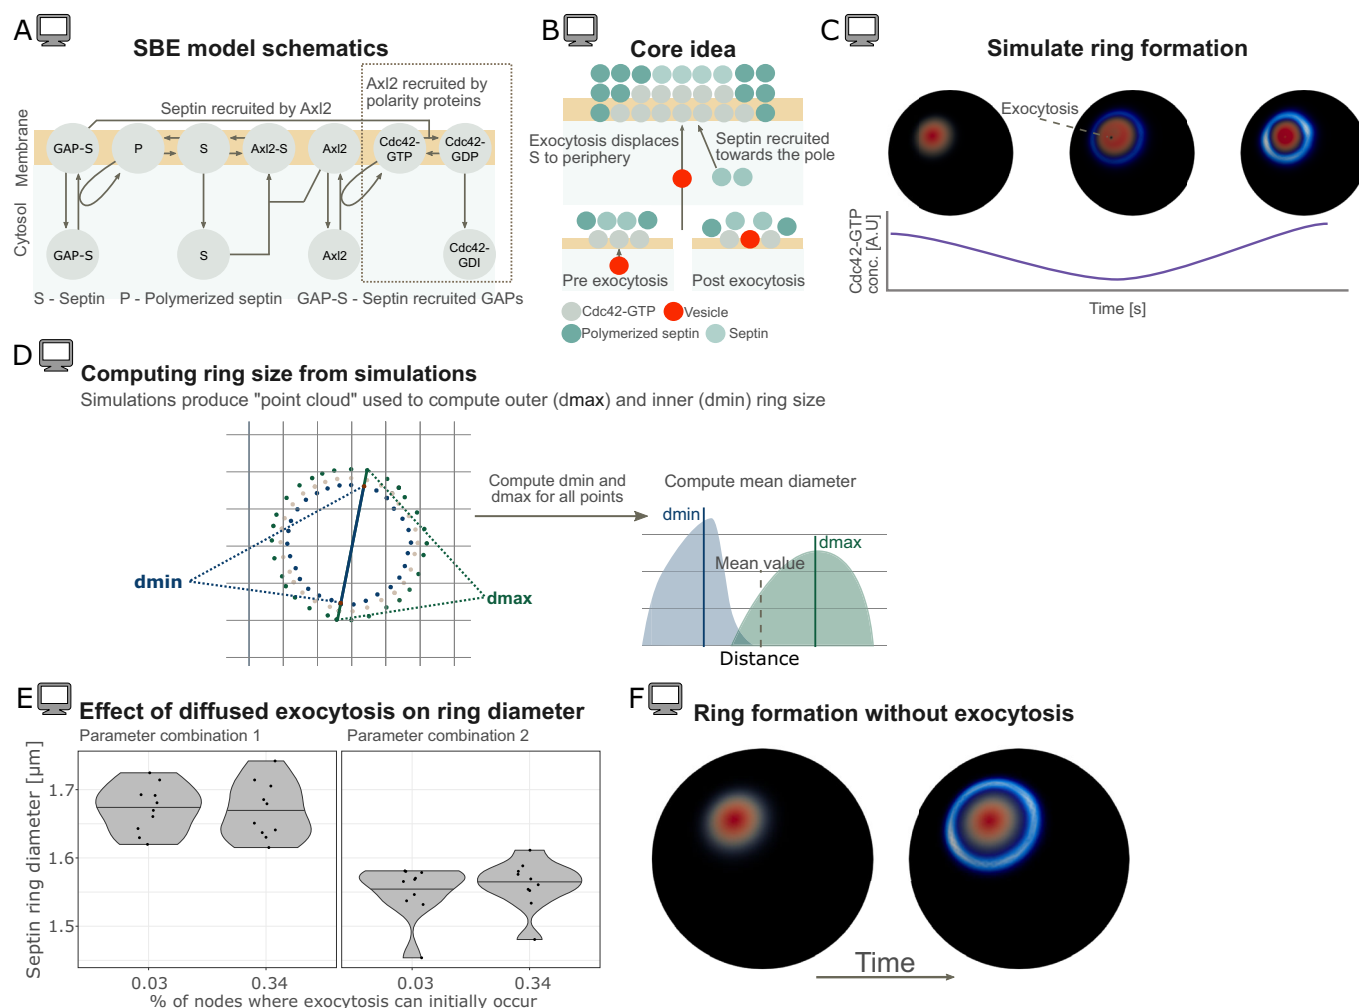 A
SBE model schematics
Membrane
Cytosol
Septin recruited by Axl2
Axl2 recruited by
polarity proteins
GAP-S
P
S
Axl2-S
Axl2
Cdc42-
GTP
Cdc42-
GDP
GAP-S
S
Axl2
Cdc42-
GDI
S - Septin
P - Polymerized septin
GAP-S - Septin recruited GAPs
B
Core idea
Exocytosis displaces
S to periphery
Septin recruited
towards the pole
Pre exocytosis
Post exocytosis
Cdc42-GTP
Vesicle
Polymerized septin
Septin
C
Simulate ring formation
Exocytosis
Cdc42-GTP
conc. [A.U]
Time [s]
D
Computing ring size from simulations
Simulations produce "point cloud" used to compute outer (dmax) and inner (dmin) ring size
dmin
dmax
Compute dmin and
dmax for all points
Compute mean diameter
dmin
dmax
Mean value
Distance
E
Effect of diffused exocytosis on ring diameter
Parameter combination 1
Parameter combination 2
Septin ring diameter [µm]
1.7
1.6
1.5
0.03
0.34
0.03
0.34
% of nodes where exocytosis can initially occur
F
Ring formation without exocytosis
Time